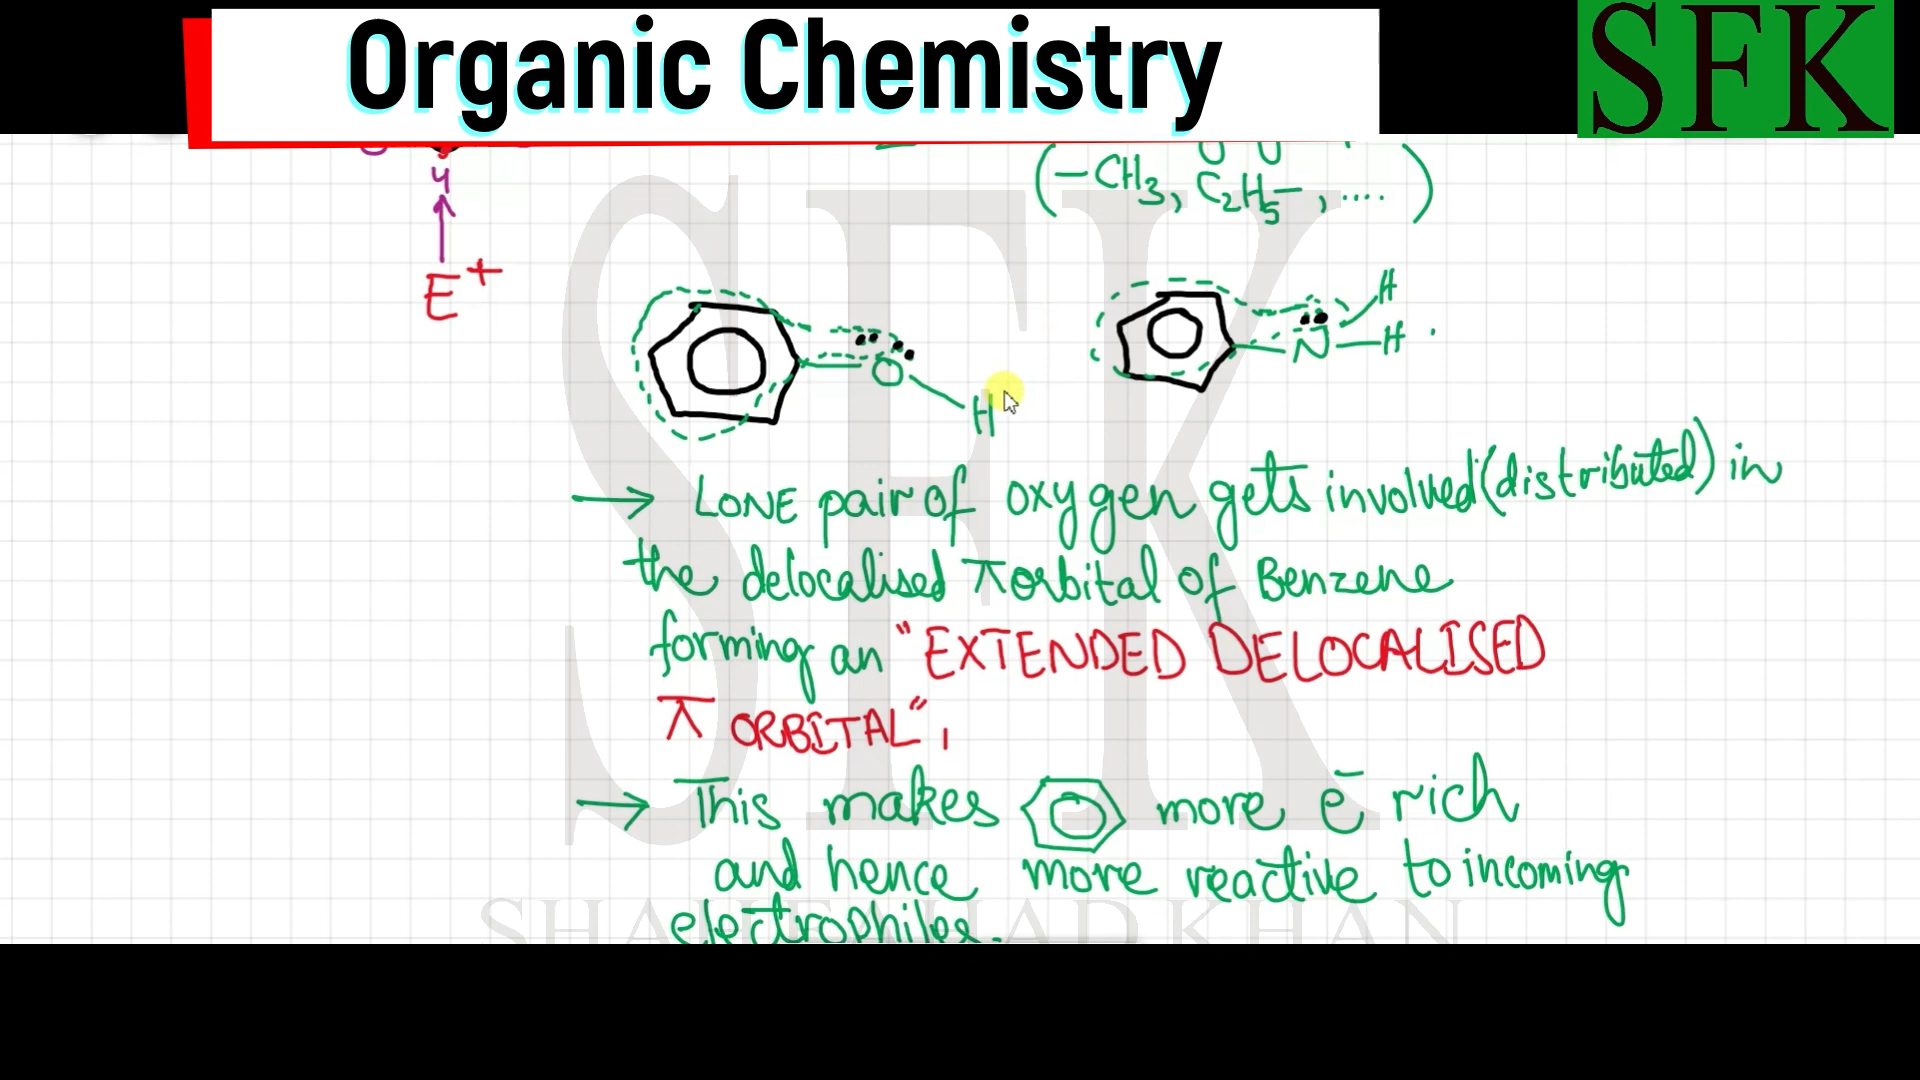 Organic Chemistry
SFK
(-CH3, C2H5-, ....)
4
E+
O
H
N
H
H
→ LONE pair of oxygen gets involved (distributed) in
the delocalised π orbital of Benzene
forming an "EXTENDED DELOCALISED
π ORBITAL",
→ This makes more ē rich
and hence more reactive to incoming
electrophiles.